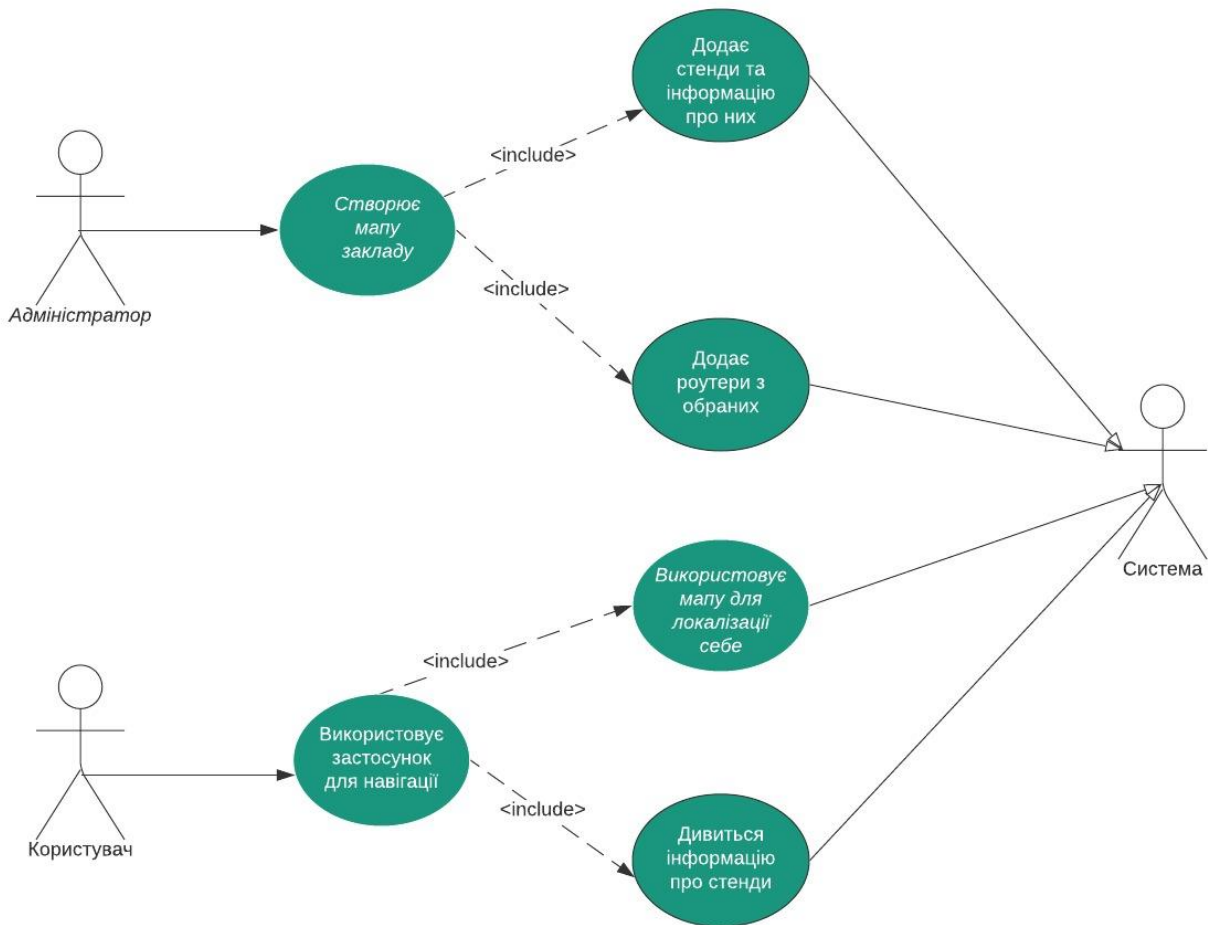 Додає
стенди та
інформацію
про них
<include>
Створює
мапу
закладу
<include>
Адміністратор
Додає
роутери з
обраних
Система
Використовує
мапу для
локалізації
себе
<include>
Використовує
застосунок
для навігації
<include>
Дивиться
інформацію
про стенди
Користувач